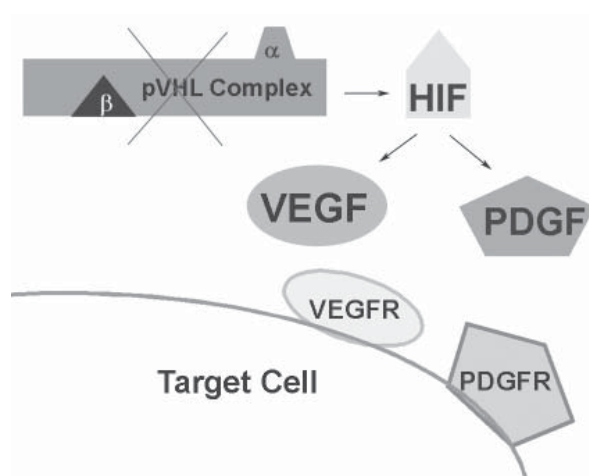 α
pVHL Complex
β
HIF
VEGF
PDGF
VEGFR
PDGFR
Target Cell